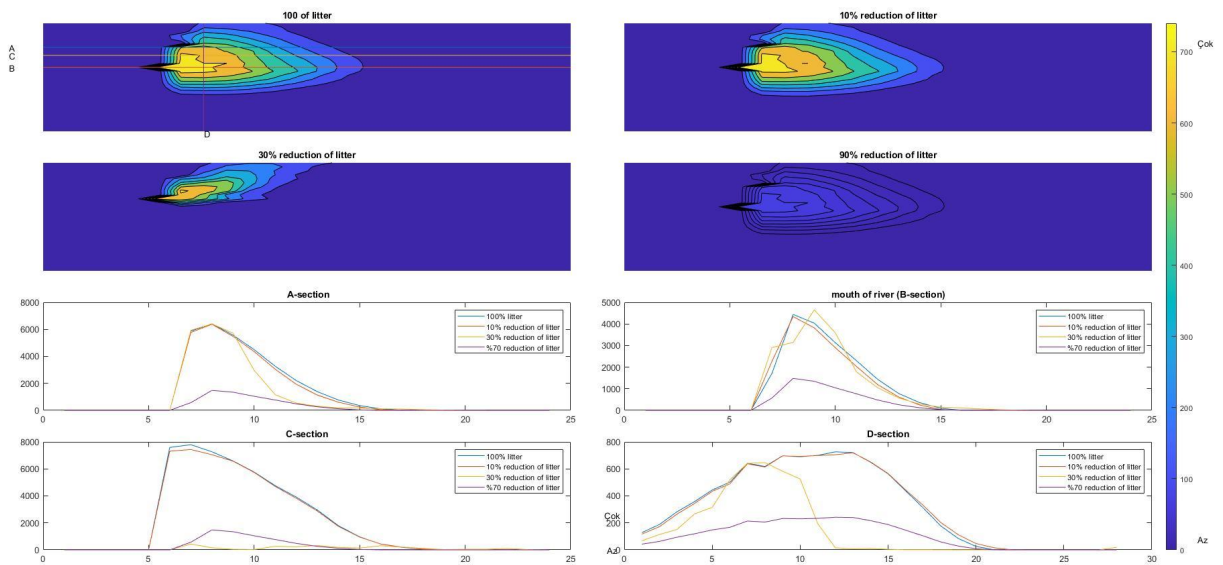 100 of litter
10% reduction of litter
A
C
B
D
30% reduction of litter
90% reduction of litter
Çok
700
600
500
400
300
200
100
0
Az
A-section
8000
6000
4000
2000
0
0 5 10 15 20 25
100% litter
10% reduction of litter
30% reduction of litter
%70 reduction of litter
mouth of river (B-section)
5000
4000
3000
2000
1000
0
0 5 10 15 20 25
100% litter
10% reduction of litter
30% reduction of litter
%70 reduction of litter
C-section
8000
6000
4000
2000
0
0 5 10 15 20 25
100% litter
10% reduction of litter
30% reduction of litter
%70 reduction of litter
D-section
800
600
400
Çok
200
Az0
0 5 10 15 20 25 30
100% litter
10% reduction of litter
30% reduction of litter
%70 reduction of litter